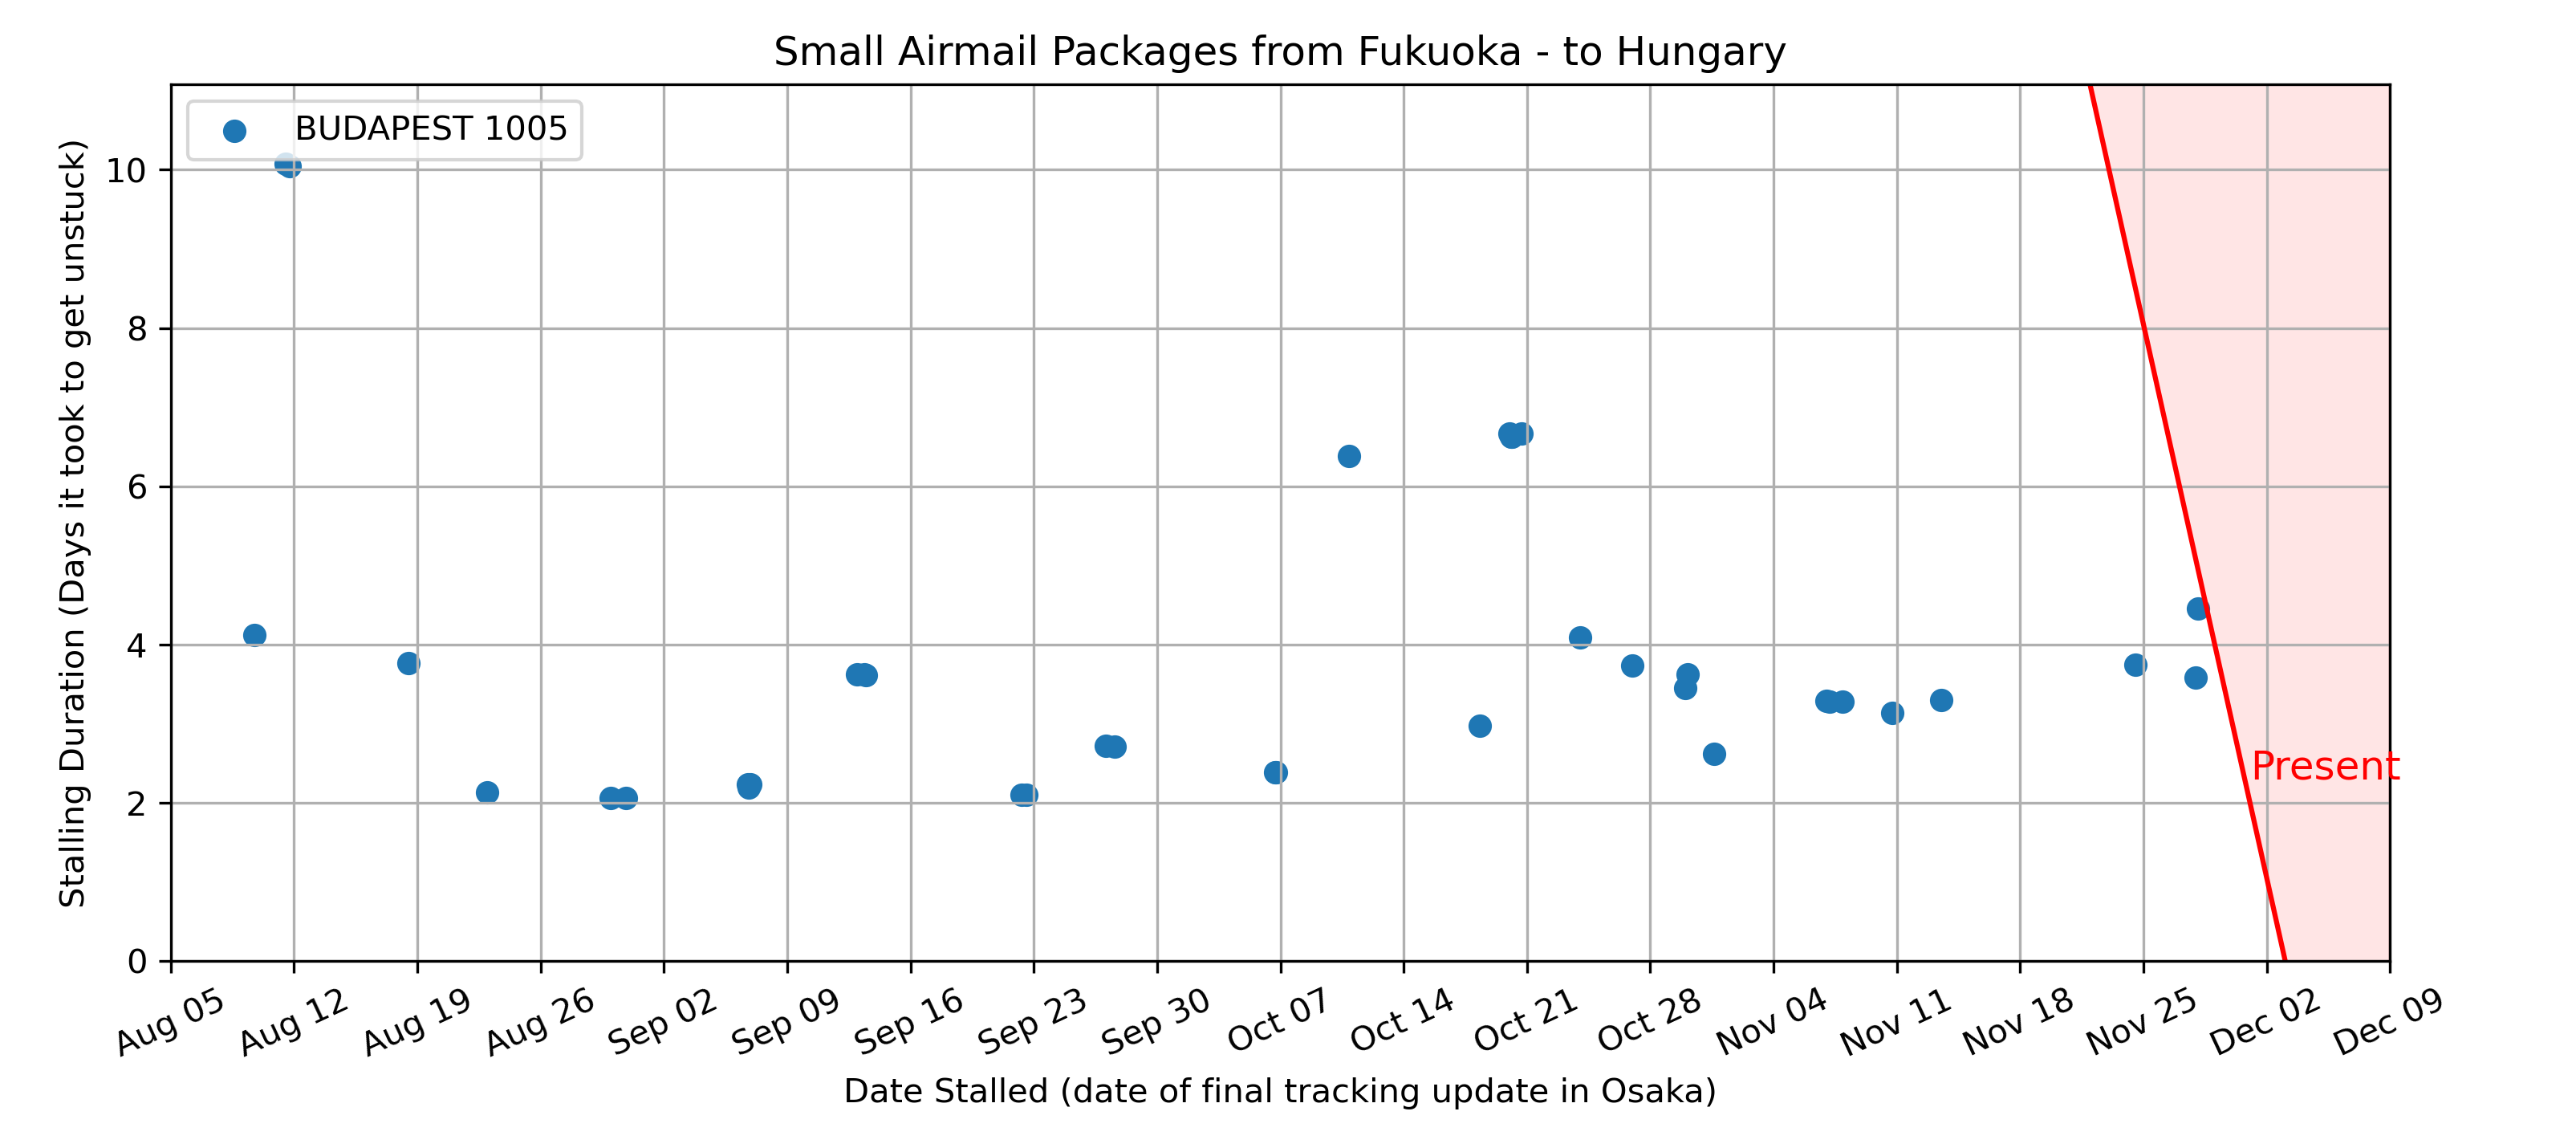 Small Airmail Packages from Fukuoka - to Hungary
BUDAPEST 1005
Stalling Duration (Days it took to get unstuck)
10
8
6
4
2
0
Present
Aug 05
Aug 12
Aug 19
Aug 26
Sep 02
Sep 09
Sep 16
Sep 23
Sep 30
Oct 07
Oct 14
Oct 21
Oct 28
Nov 04
Nov 11
Nov 18
Nov 25
Dec 02
Dec 09
Date Stalled (date of final tracking update in Osaka)